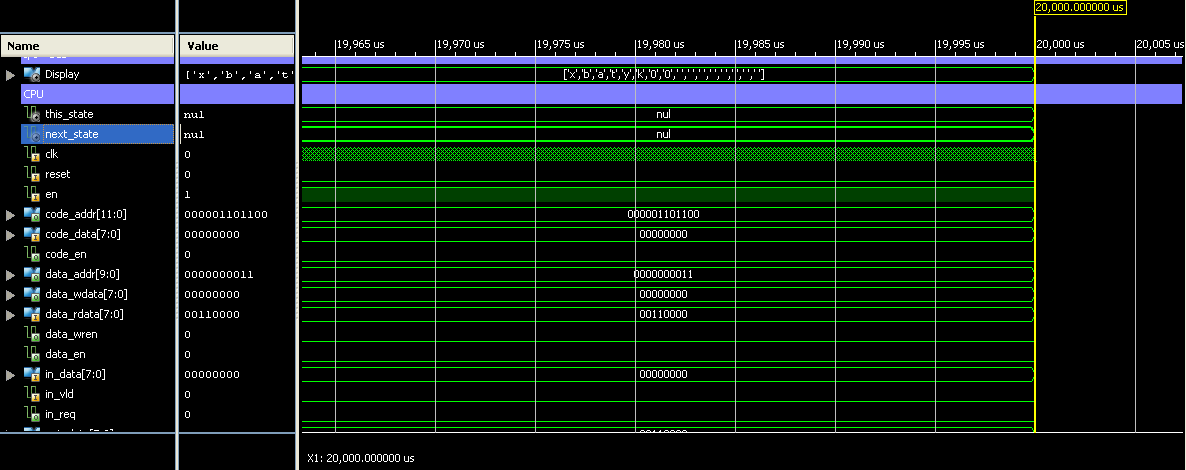 20,000.000000 us
Name Value 19,965 us 19,970 us 19,975 us 19,980 us 19,985 us 19,990 us 19,995 us 20,000 us 20,005 us
Display ['x','b','a','t' ['x','b','a','t','y','k','0','0',' ',' ',' ',' ',' ',' ',' ',' ']
CPU
this_state nul nul
next_state nul nul
clk 0
reset 0
en 1
code_addr[11:0] 000001101100 000001101100
code_data[7:0] 00000000 00000000
code_en 0
data_addr[9:0] 0000000011 0000000011
data_wdata[7:0] 00000000 00000000
data_rdata[7:0] 00110000 00110000
data_wren 0
data_en 0
in_data[7:0] 00000000 00000000
in_vld 0
in_req 0
X1: 20,000.000000 us